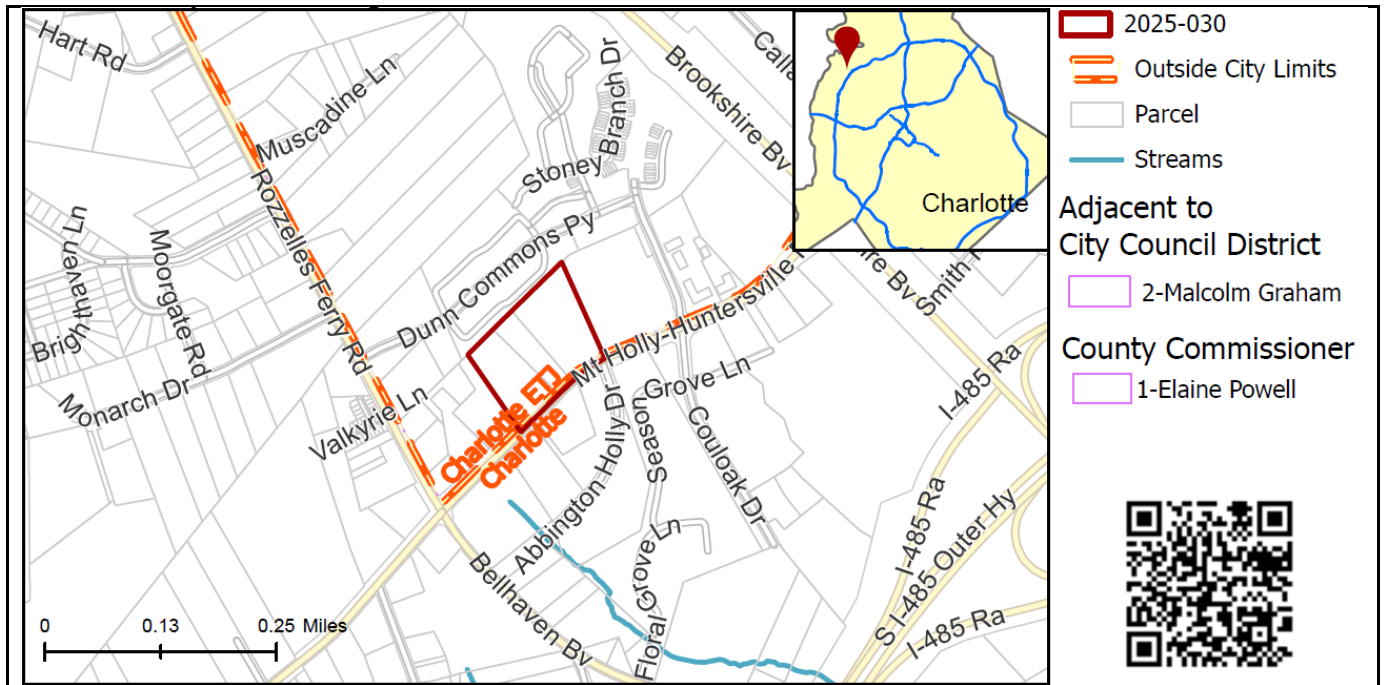 Hart Rd
Muscadine Ln
Rozzelles Ferry Rd
Brookshire Bv
Stoney Branch Dr
Dunn Commons Py
Moorgate Rd
Monarch Dr
Valkyrie Ln
Mt Holly-Huntersville
Charlotte ETJ
Charlotte
Grove Ln
Season
Abbington Holly Dr
Couloak Dr
Floral Grove Ln
Bellhaven Bv
Smith
I-485 Ra
I-485 Ra
S I-485 Outer Hy
I-485 Ra
0 0.13 0.25 Miles
Charlotte
2025-030
Outside City Limits
Parcel
Streams
Adjacent to
City Council District
2-Malcolm Graham
County Commissioner
1-Elaine Powell